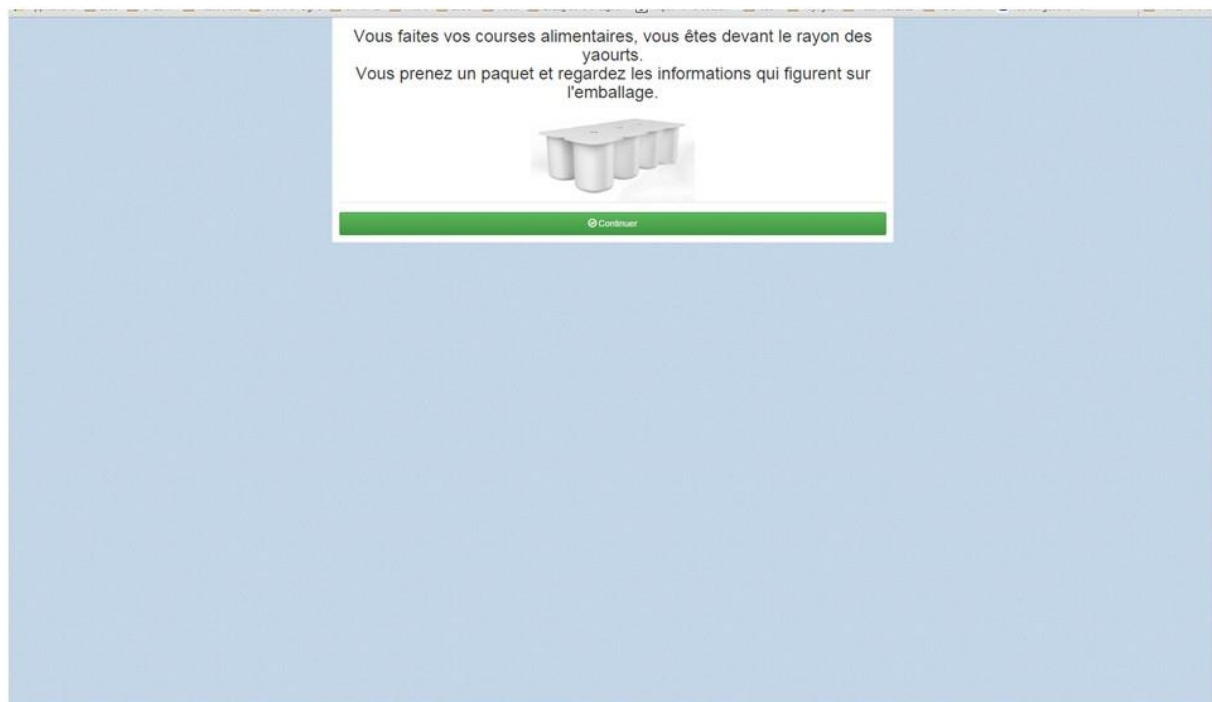 Vous faites vos courses alimentaires, vous êtes devant le rayon des
yaourts.
Vous prenez un paquet et regardez les informations qui figurent sur
l'emballage.
Continuer